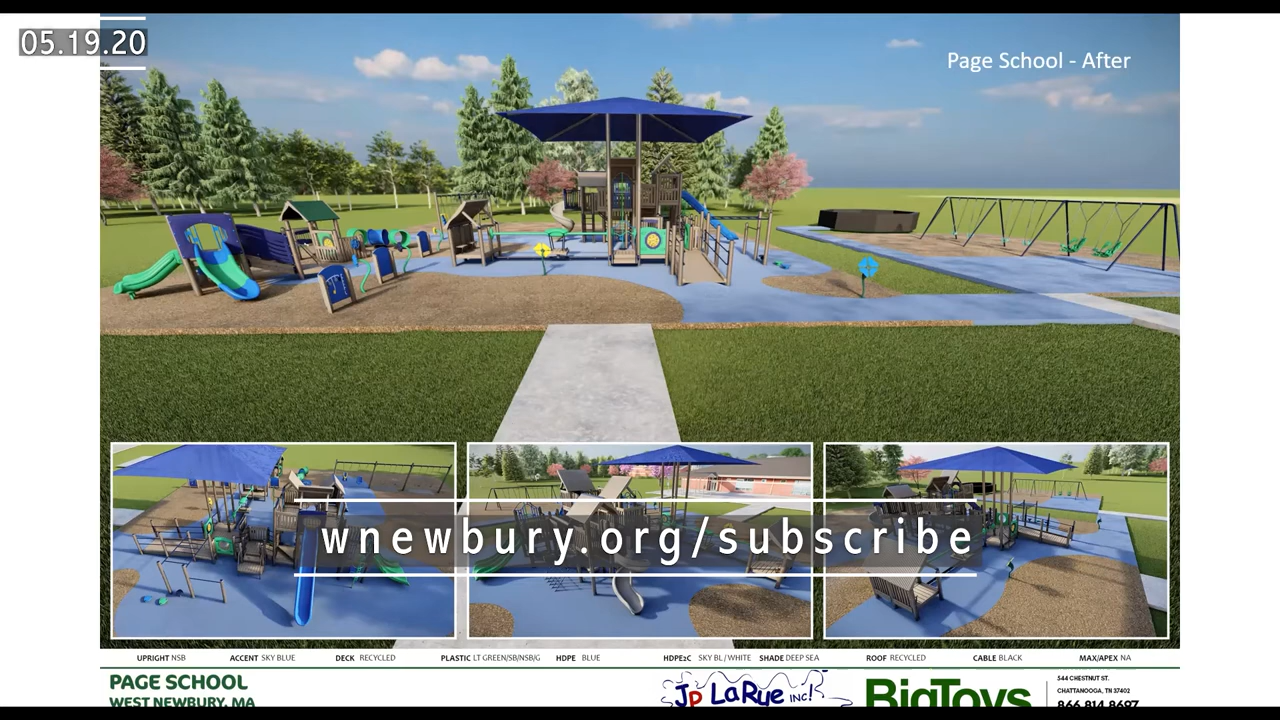 05.19.20
Page School - After
wnewbury.org/subscribe
UPRIGHT NSB ACCENT SKY BLUE DECK RECYCLED PLASTIC LT GREEN/SB/NSB/G HDPE BLUE HDPE2C SKY BL / WHITE SHADE DEEP SEA ROOF RECYCLED CABLE BLACK MAX/APEX NA
PAGE SCHOOL
WEST NEWBURY, MA
JP LaRue INC!
BigToys
544 CHESTNUT ST.
CHATTANOOGA, TN 37402
866.814.8697